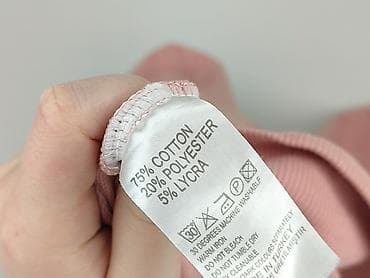 75% COTTON
20% POLYESTER
5% LYCRA
30
30 DEGREES MACHINE WASHABLE
WARM IRON
DO NOT BLEACH
DO NOT TUMBLE DRY